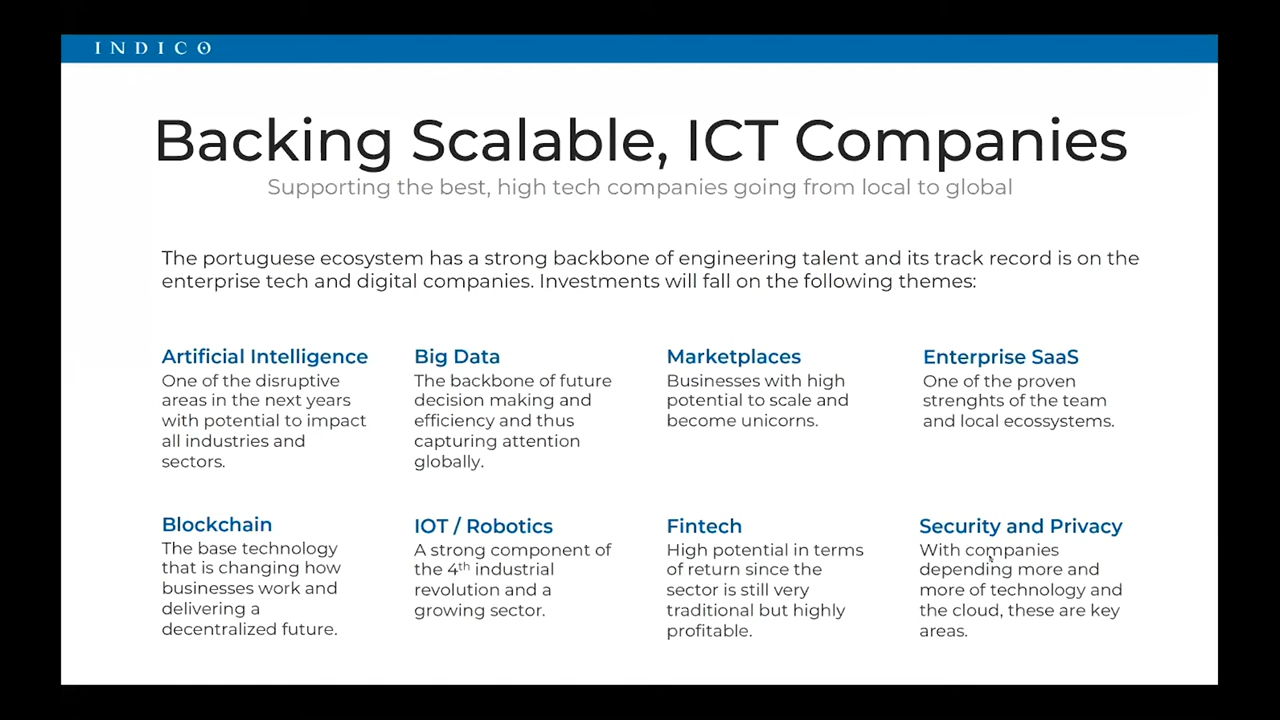 INDICO
Backing Scalable, ICT Companies
Supporting the best, high tech companies going from local to global
The portuguese ecosystem has a strong backbone of engineering talent and its track record is on the
enterprise tech and digital companies. Investments will fall on the following themes:
Artificial Intelligence
One of the disruptive
areas in the next years
with potential to impact
all industries and
sectors.
Big Data
The backbone of future
decision making and
efficiency and thus
capturing attention
globally.
Marketplaces
Businesses with high
potential to scale and
become unicorns.
Enterprise SaaS
One of the proven
strenghts of the team
and local ecosystems.
Blockchain
The base technology
that is changing how
businesses work and
delivering a
decentralized future.
IOT / Robotics
A strong component of
the 4th industrial
revolution and a
growing sector.
Fintech
High potential in terms
of return since the
sector is still very
traditional but highly
profitable.
Security and Privacy
With companies
depending more and
more of technology and
the cloud, these are key
areas.